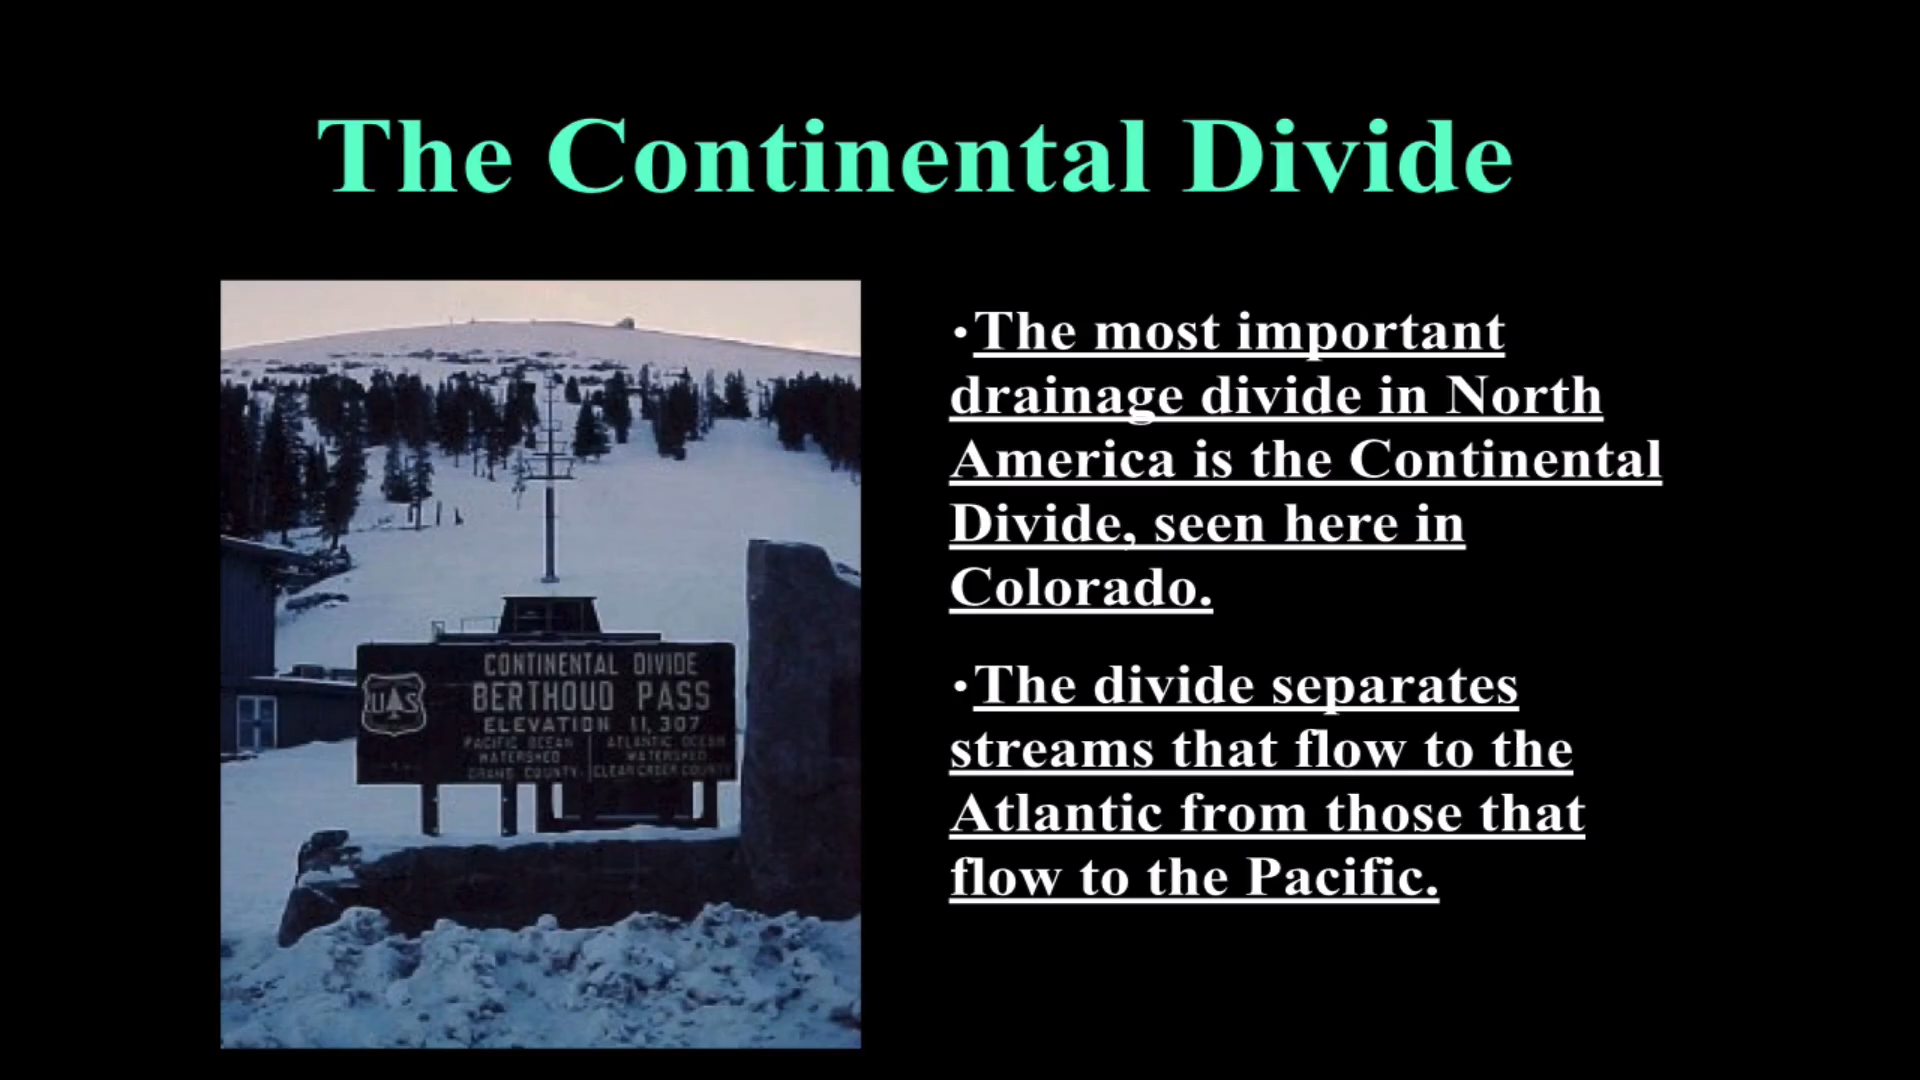 The Continental Divide
•The most important
drainage divide in North
America is the Continental
Divide, seen here in
Colorado.
•The divide separates
streams that flow to the
Atlantic from those that
flow to the Pacific.
CONTINENTAL DIVIDE
UAS
BERTHOUD PASS
ELEVATION 11,307
PACIFIC OCEAN ATLANTIC OCEAN
WATERSHED WATERSHED
GRAND COUNTY CLEAR CREEK COUNTY